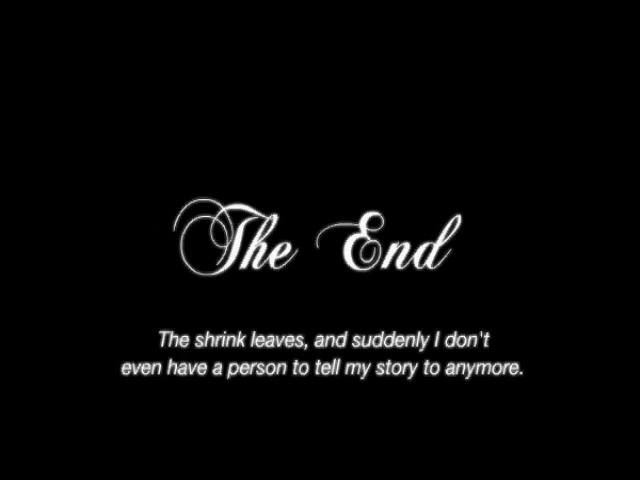 The End
The shrink leaves, and suddenly I don't
even have a person to tell my story to anymore.